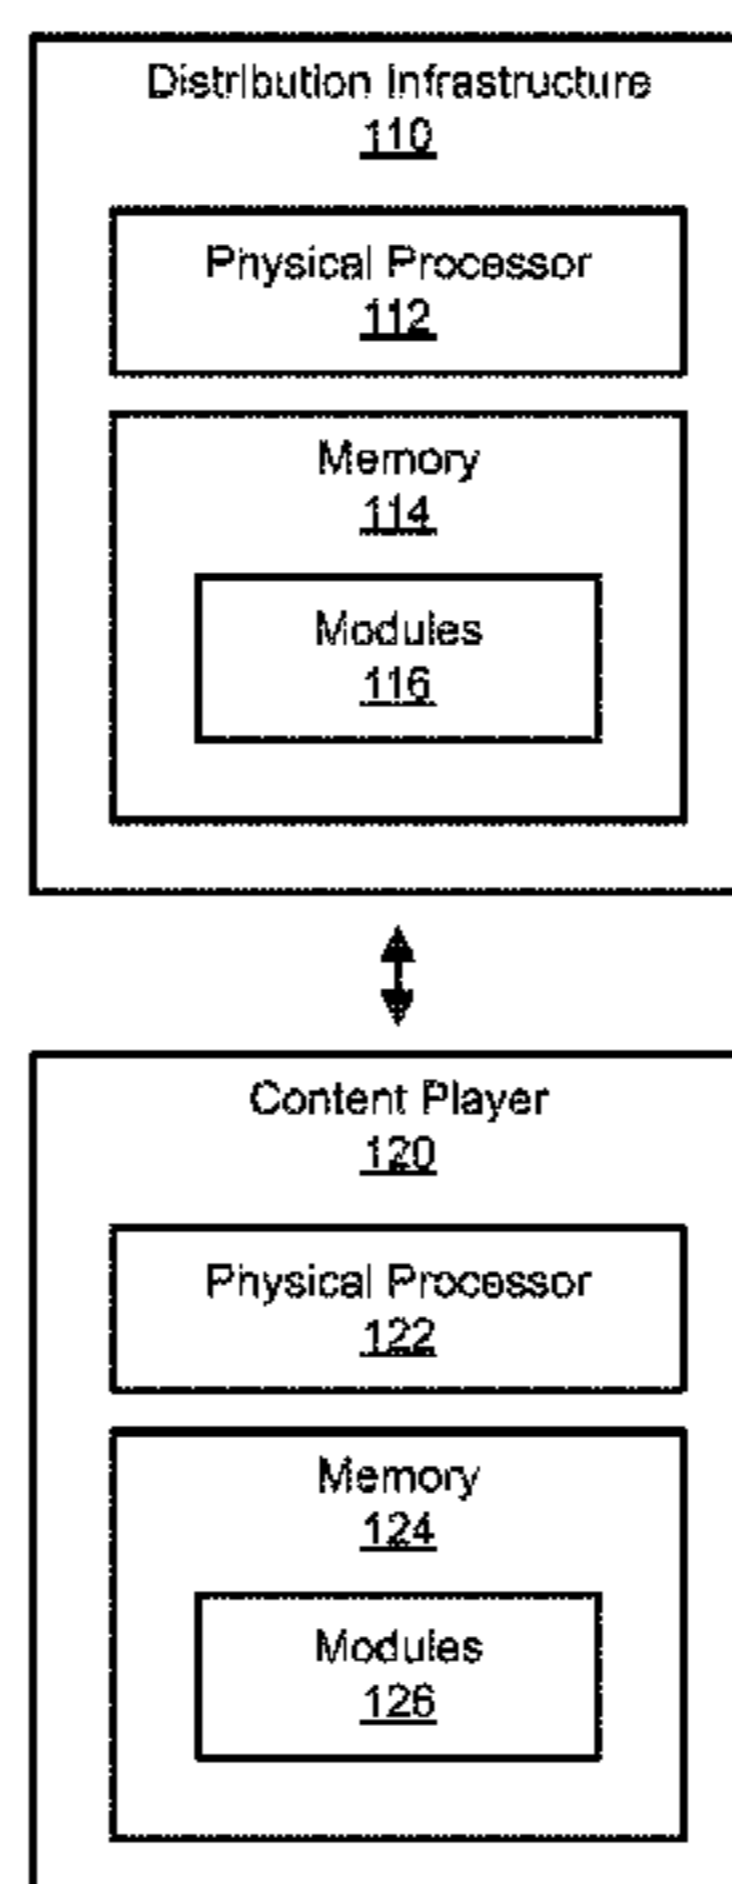 Distribution Infrastructure
110
Physical Processor
112
Memory
114
Modules
116
Content Player
120
Physical Processor
122
Memory
124
Modules
126